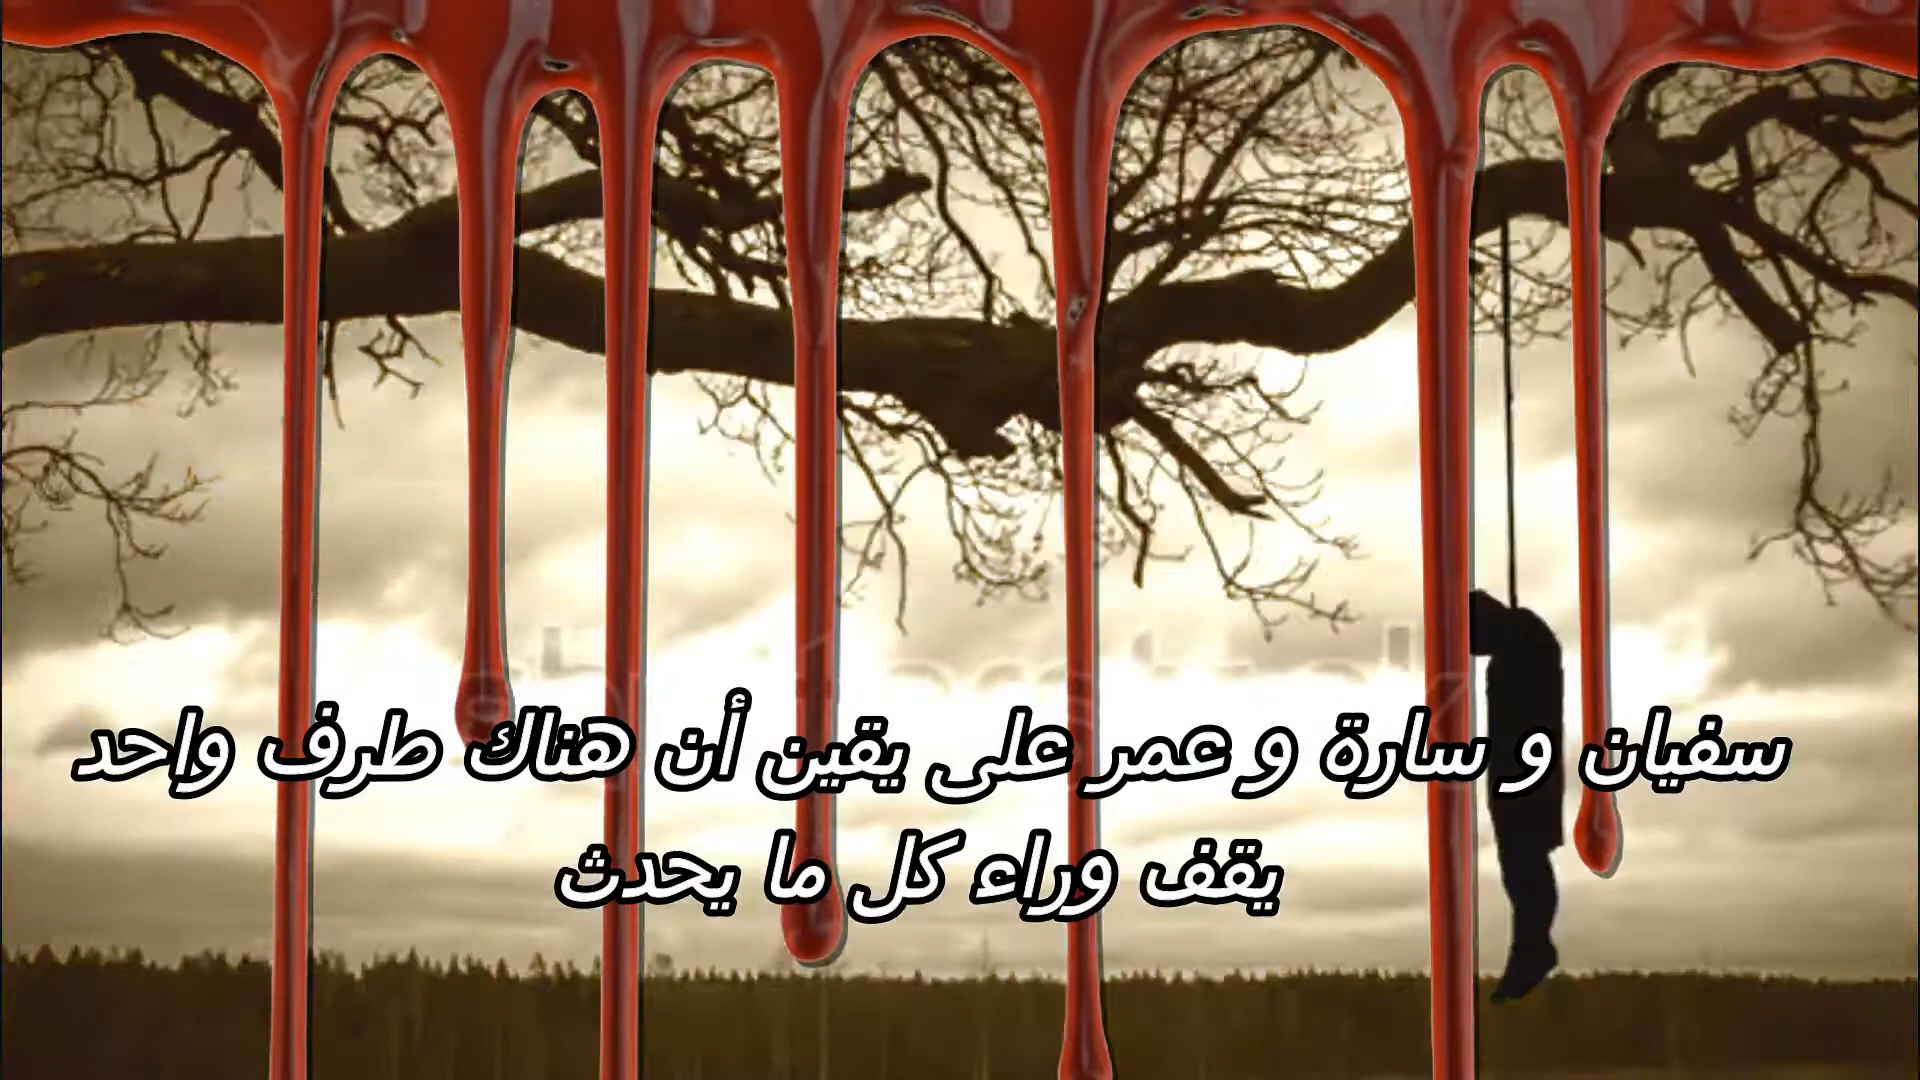 سفيان و سارة و عمر على يقين أن هناك طرف واحد
يقف وراء كل ما يحدث